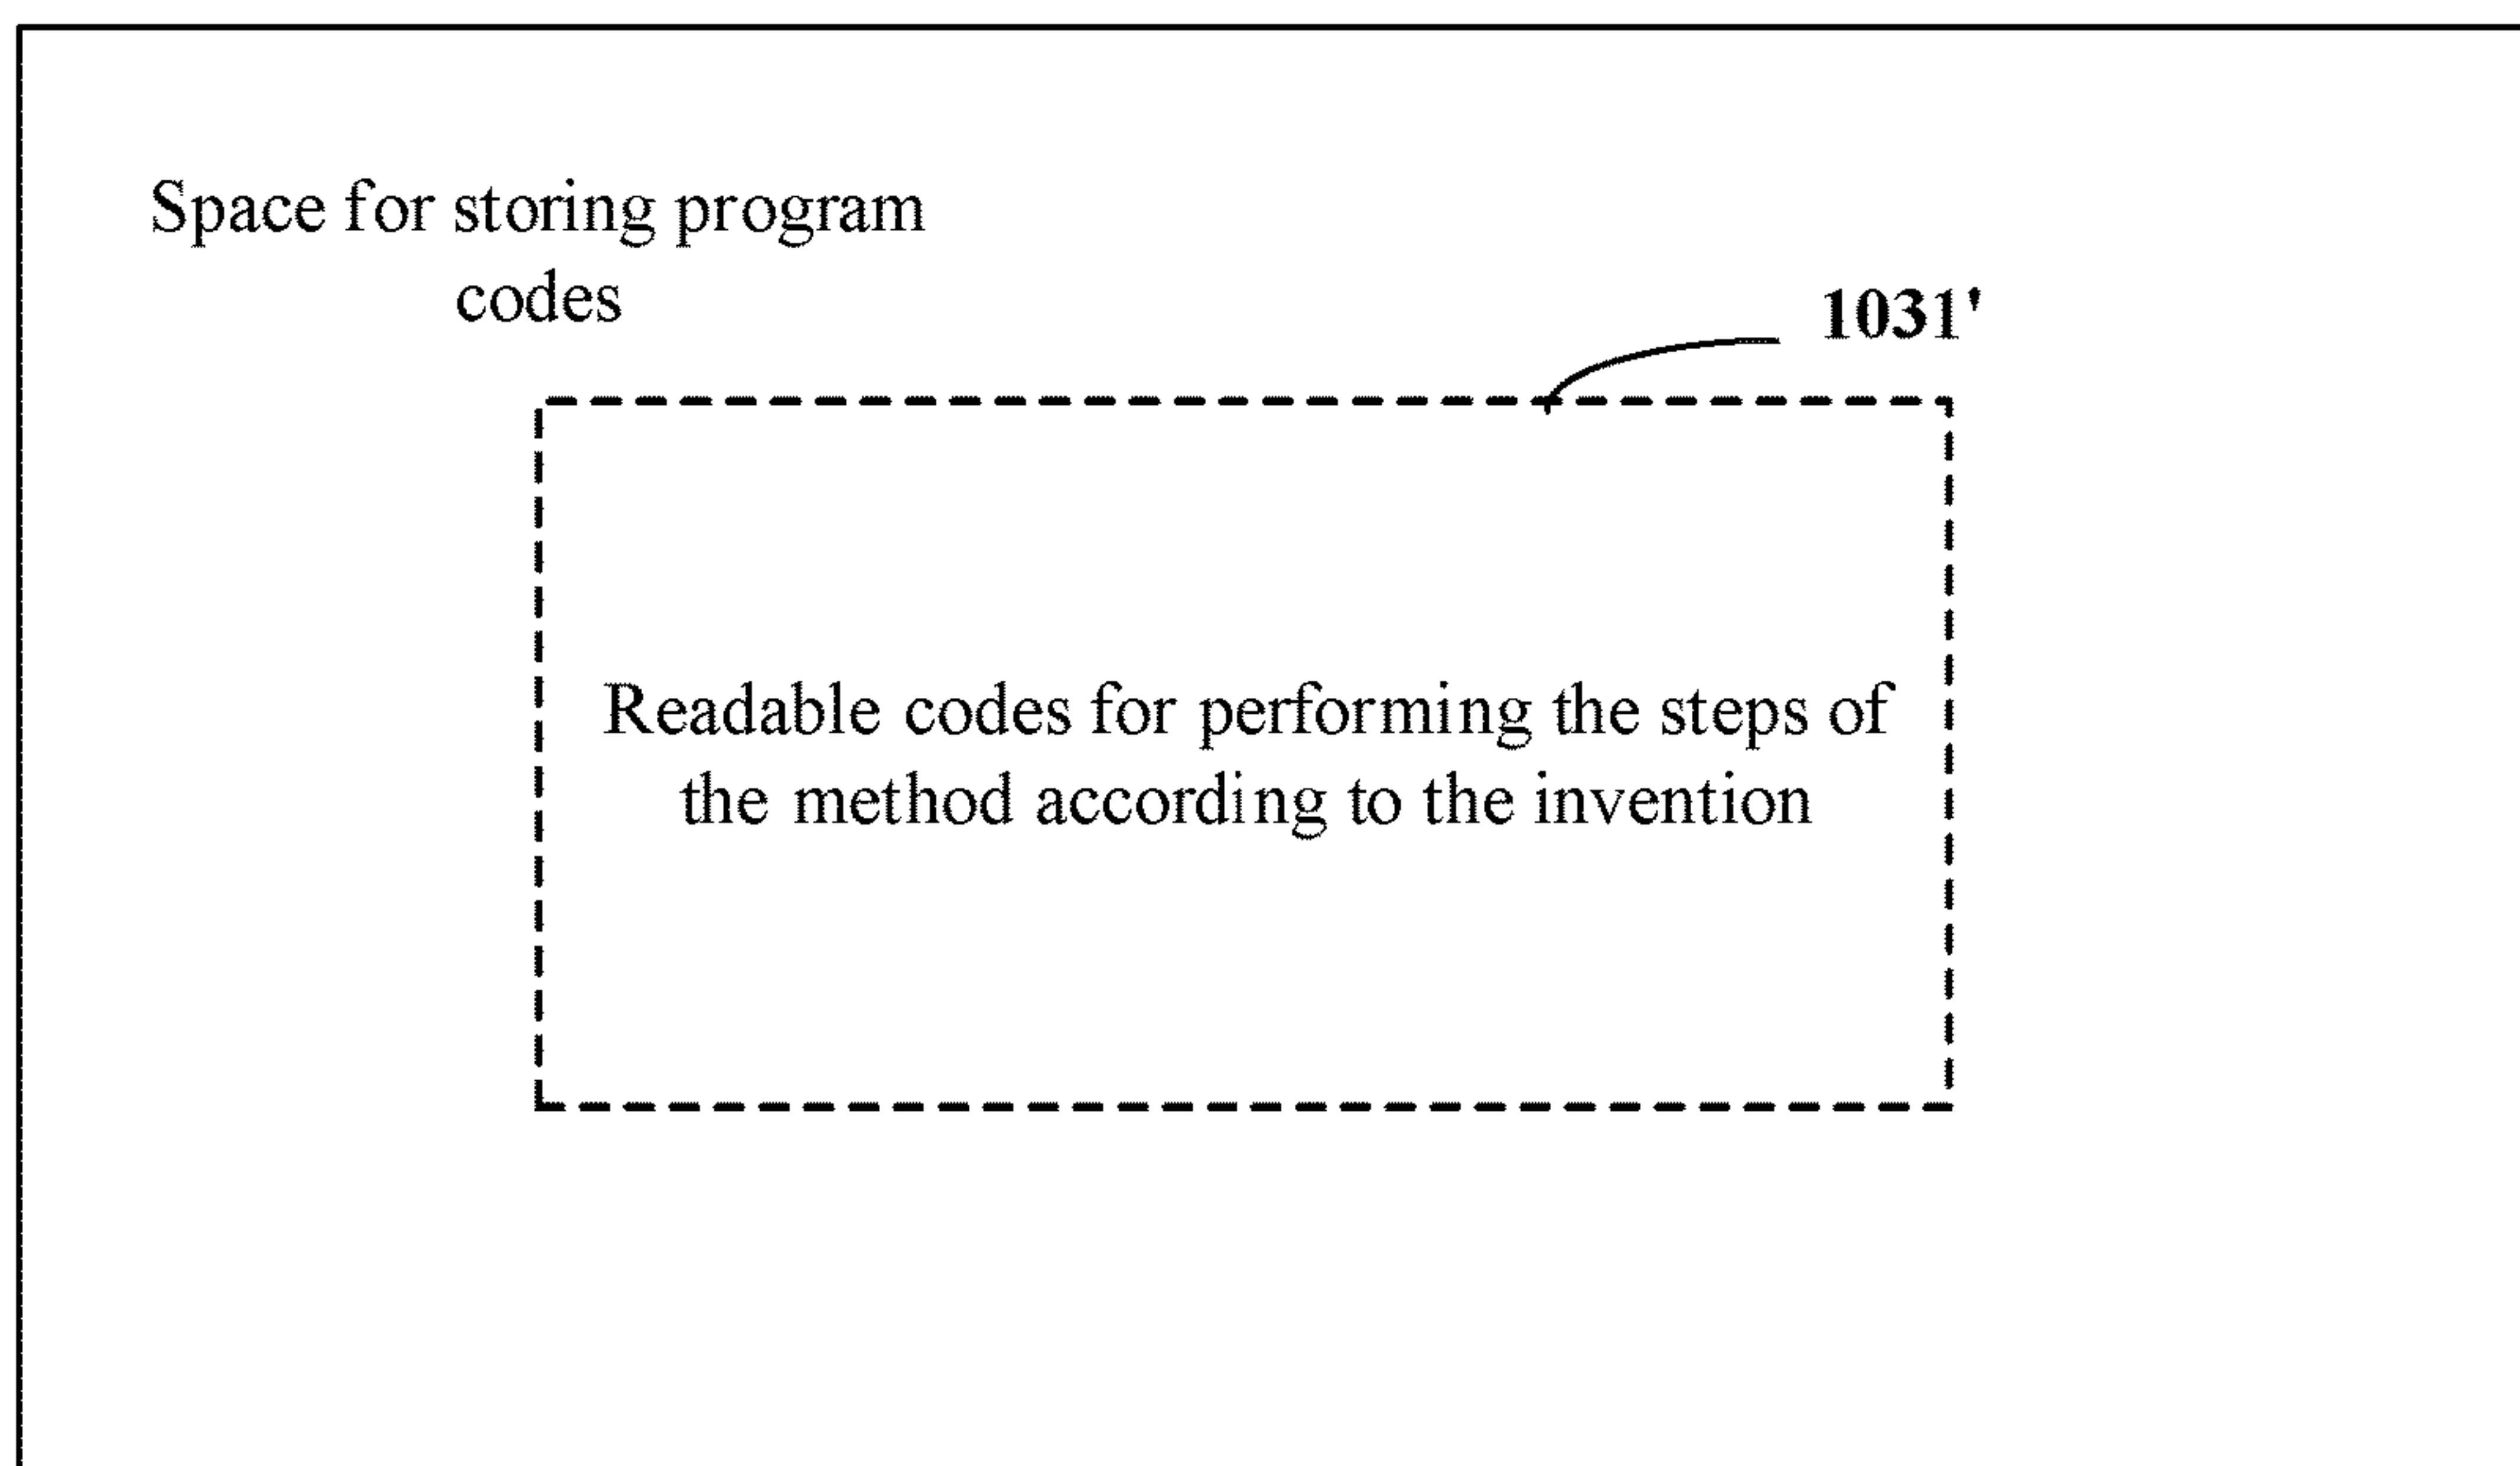 Space for storing program
codes
1031'
Readable codes for performing the steps of
the method according to the invention